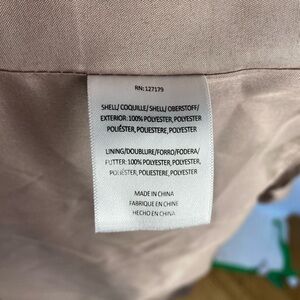 RN: 127179
SHELL/ COQUILLE/ SHELL/ OBERSTOFF/
EXTERIOR: 100% POLYESTER, POLYESTER
POLIÉSTER, POLIESTERE, POLYESTER
LINING/DOUBLURE/FORRO/FODERA/
FUTTER: 100% POLYESTER, POLYESTER,
POLIÉSTER, POLIESTERE, POLYESTER
MADE IN CHINA
FABRIQUE EN CHINE
HECHO EN CHINA